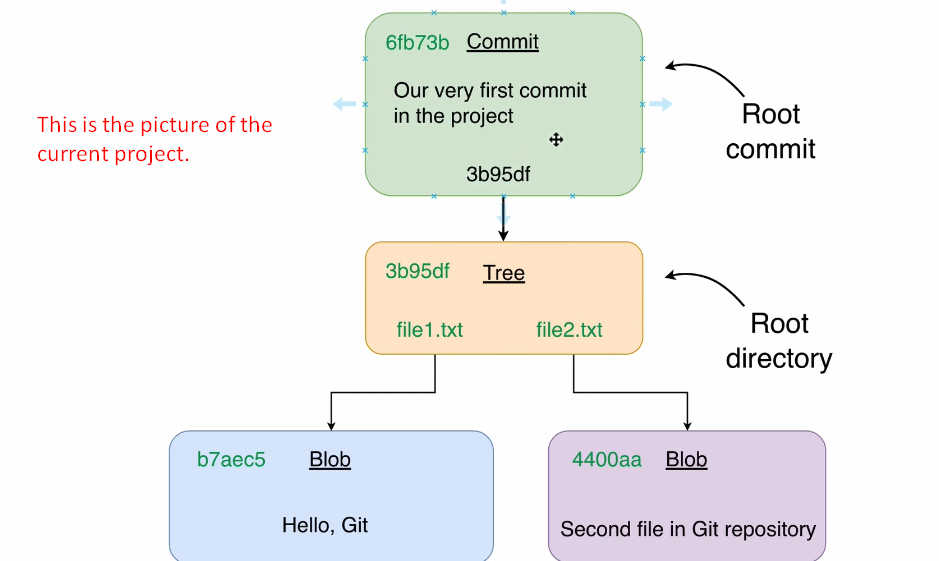 6fb73b Commit
Our very first commit
in the project
3b95df
Root
commit
This is the picture of the
current project.
3b95df Tree
file1.txt file2.txt
Root
directory
b7aec5 Blob
Hello, Git
4400aa Blob
Second file in Git repository